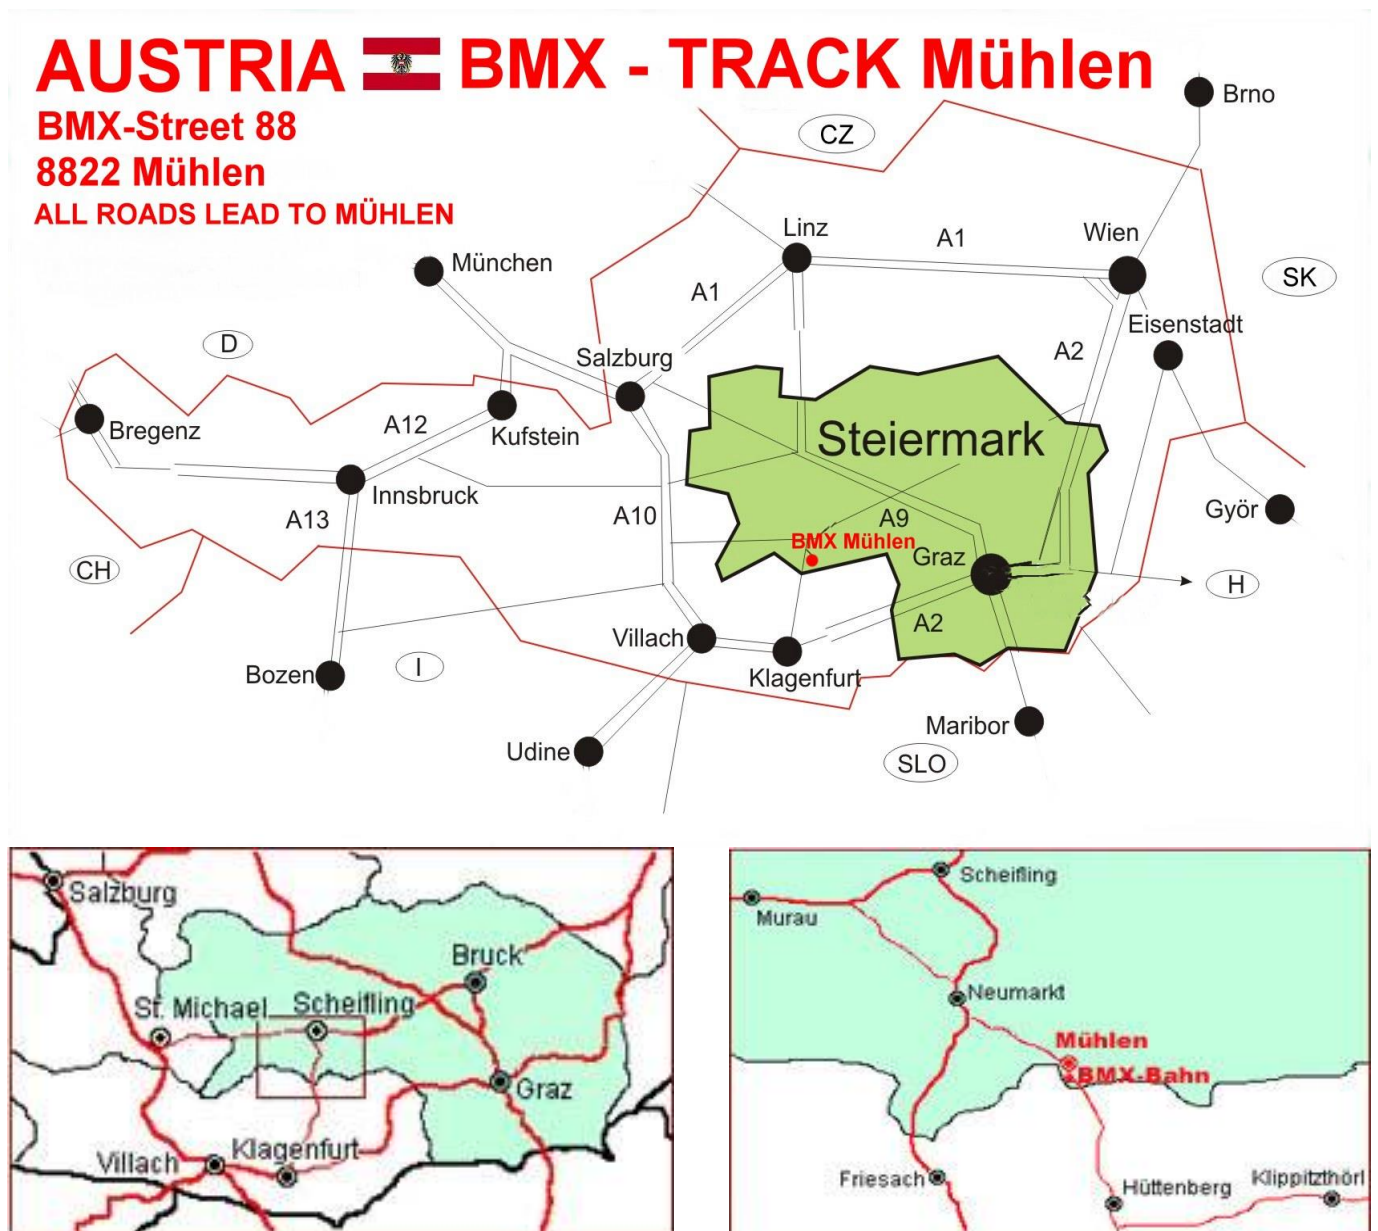 AUSTRIA BMX - TRACK Mühlen
BMX-Street 88
8822 Mühlen
ALL ROADS LEAD TO MÜHLEN
Brno
CZ
Linz
A1
Wien
München
SK
A1
Eisenstadt
D
Salzburg
A2
Bregenz
A12
Kufstein
Steiermark
Innsbruck
Györ
A13
A10
A9
BMX Mühlen
Graz
CH
H
Villach
A2
Bozen
I
Klagenfurt
Maribor
Udine
SLO
Salzburg
Bruck
St. Michael
Scheifling
Graz
Klagenfurt
Villach
Scheifling
Murau
Neumarkt
Mühlen
BMX-Bahn
Friesach
Hüttenberg
Klippitzthörl